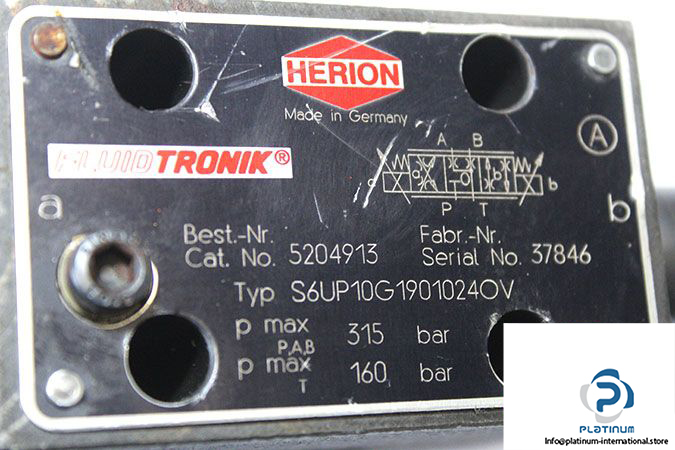 HERION
Made in Germany
FLUIDTRONIK®
A
A B
a o b
a b
P T
a
b
Best.-Nr. Fabr.-Nr.
Cat. No. 5204913 Serial No. 37846
Typ S6UP10G19010240V
p max P,A,B 315 bar
p max T 160 bar
PLATINUM
Info@platinum-international.store